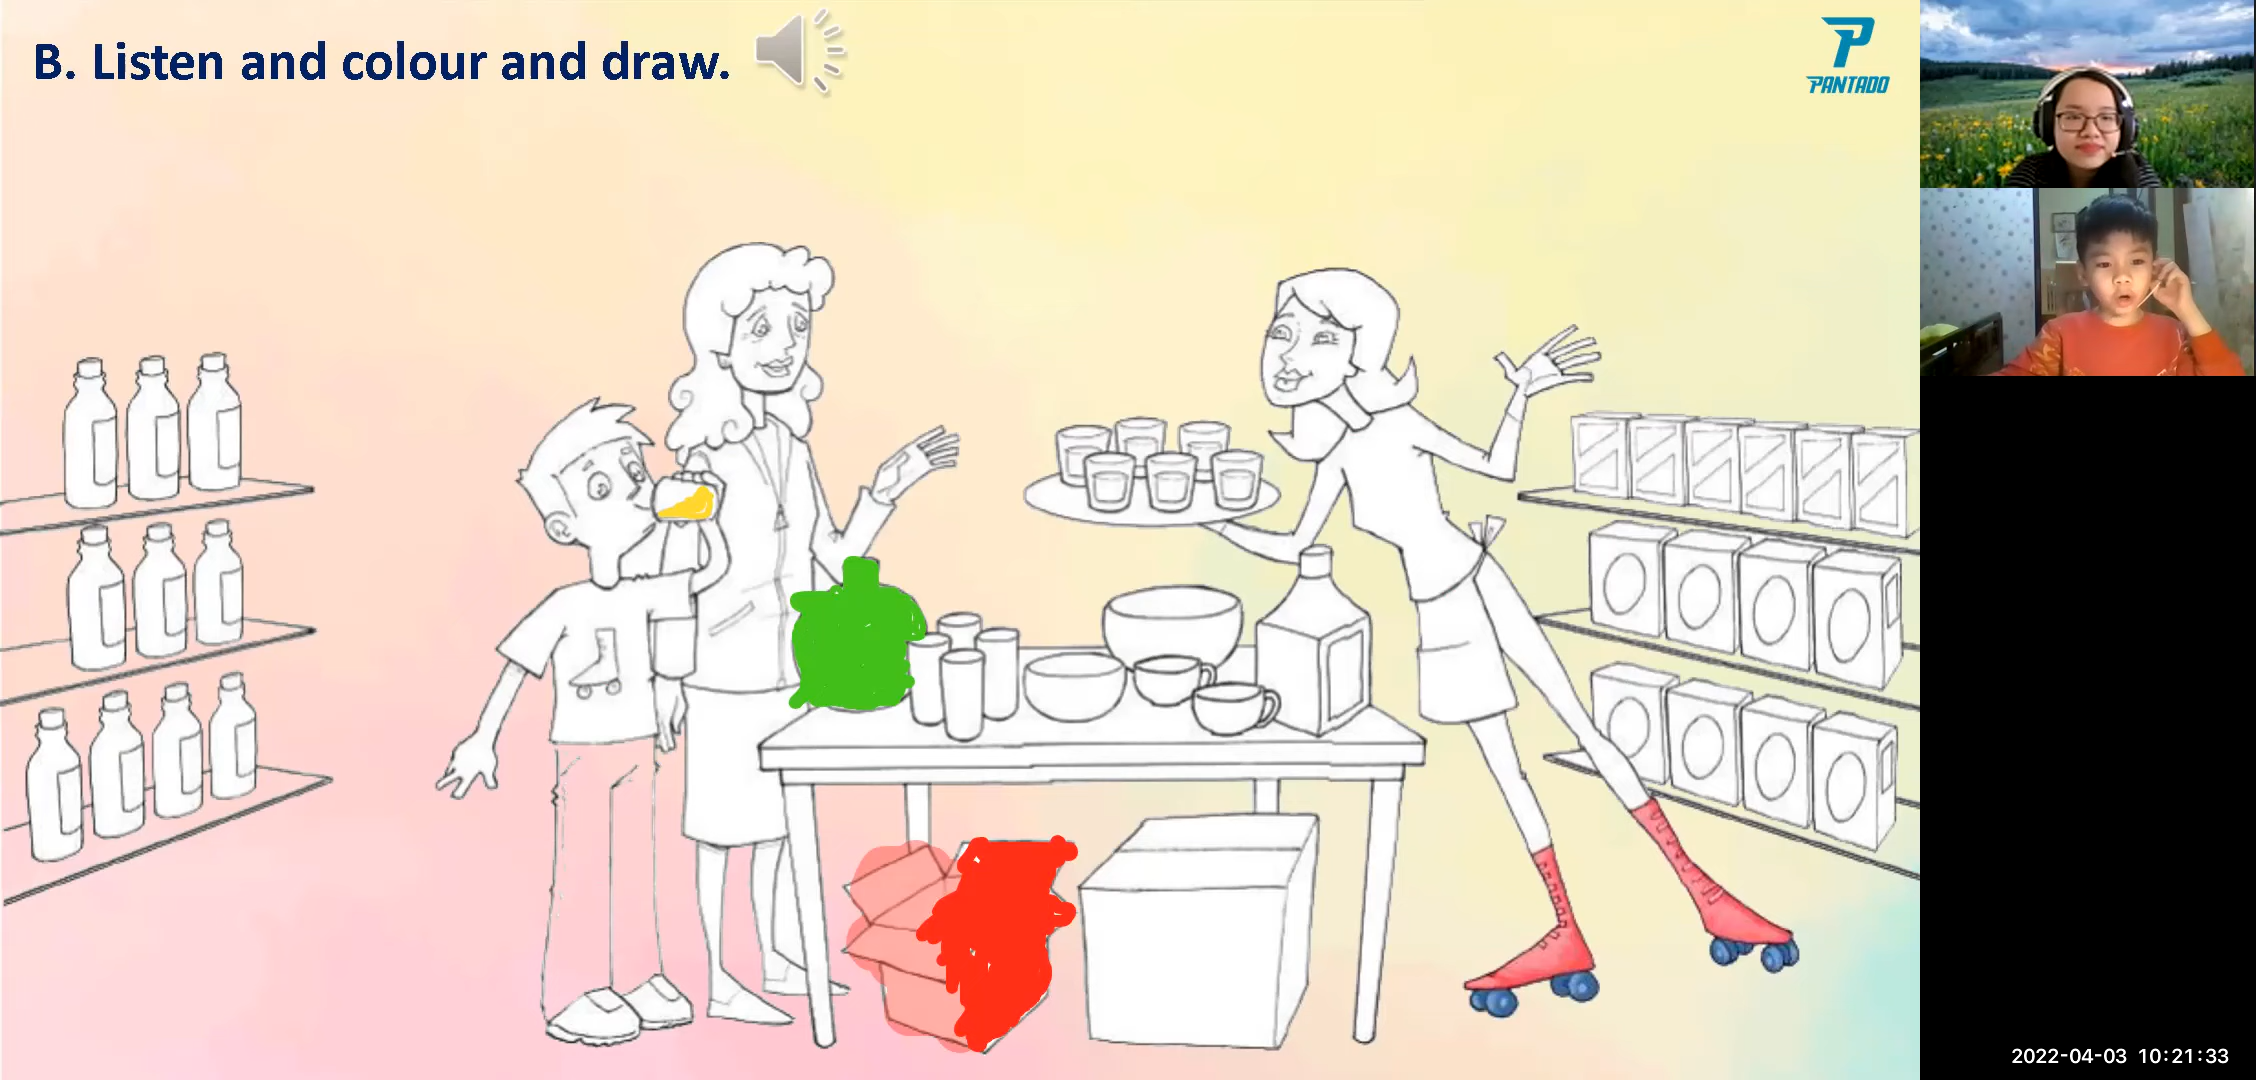 B. Listen and colour and draw.
PANTADO
2022-04-03 10:21:33